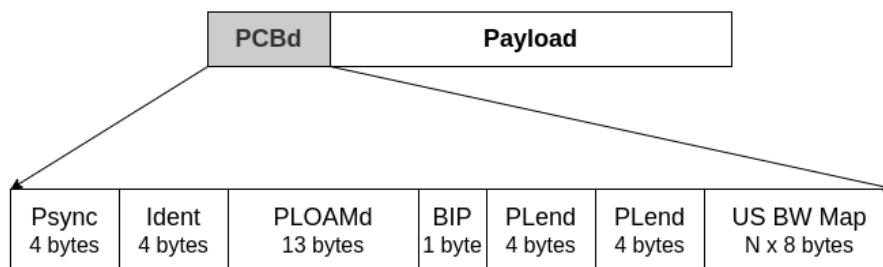 PCBd
Payload
Psync
Ident
PLOAMd
BIP
PLend
PLend
US BW Map
4 bytes
4 bytes
13 bytes
1 byte
4 bytes
4 bytes
N x 8 bytes